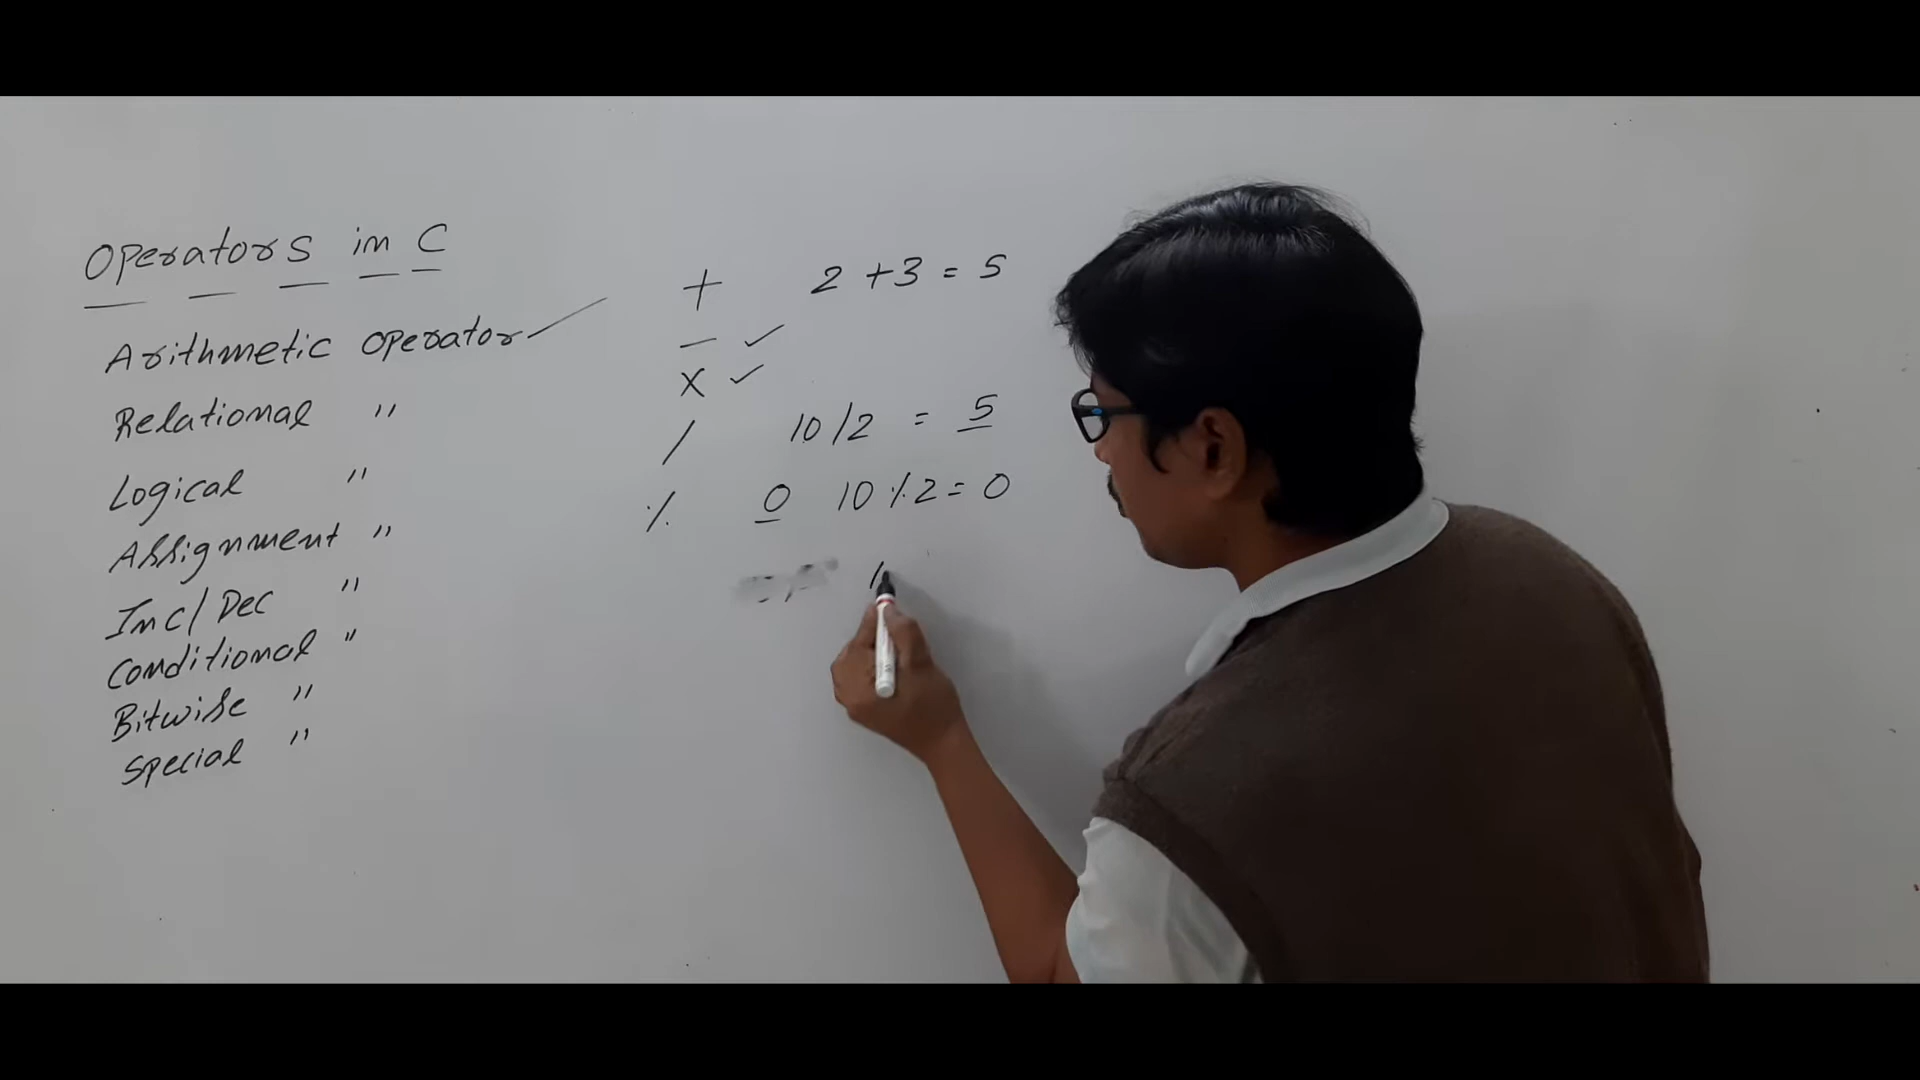 Operators in C
Arithmetic Operator ✓
Relational "
Logical "
Assignment "
Inc/Dec "
Conditional "
Bitwise "
Special "
+ 2 + 3 = 5
- ✓
x ✓
/ 10/2 = 5
% 0 10 % 2 = 0